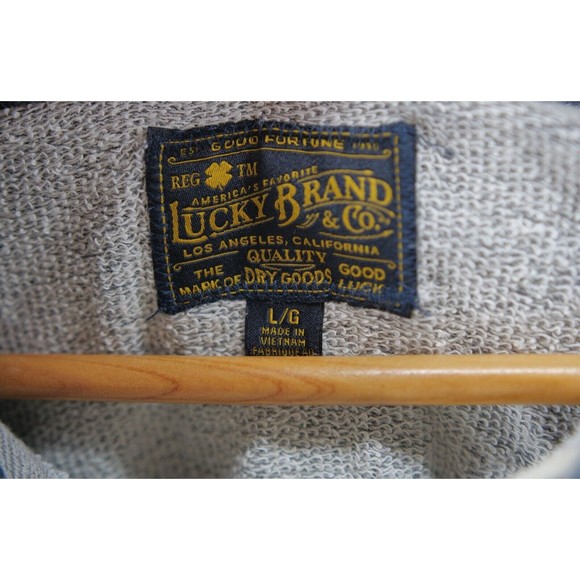 EST. GOOD FORTUNE 1990
REG TM
AMERICA'S FAVORITE
LUCKY BRAND
& Co.
LOS ANGELES, CALIFORNIA
QUALITY
THE DRY GOODS GOOD
MARK OF LUCK
L/G
MADE IN
VIETNAM